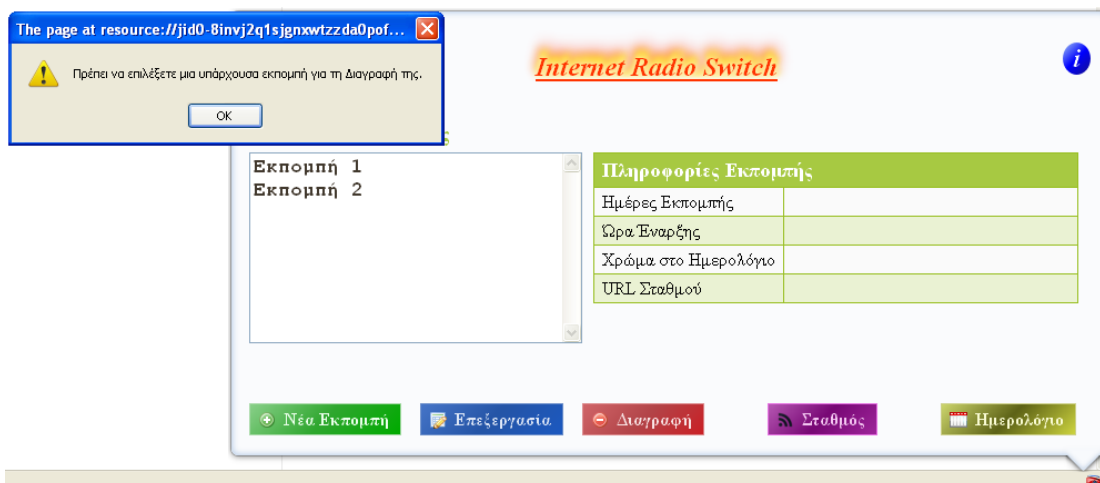 The page at resource://jid0-8invj2q1sjgnxwtzzda0pof...
Πρέπει να επιλέξετε μια υπάρχουσα εκπομπή για τη Διαγραφή της.
OK
Internet Radio Switch
i
Εκπομπή 1
Εκπομπή 2
Πληροφορίες Εκπομπής
Ημέρες Εκπομπής
Ώρα Έναρξης
Χρώμα στο Ημερολόγιο
URL Σταθμού
Νέα Εκπομπή
Επεξεργασία
Διαγραφή
Σταθμός
Ημερολόγιο